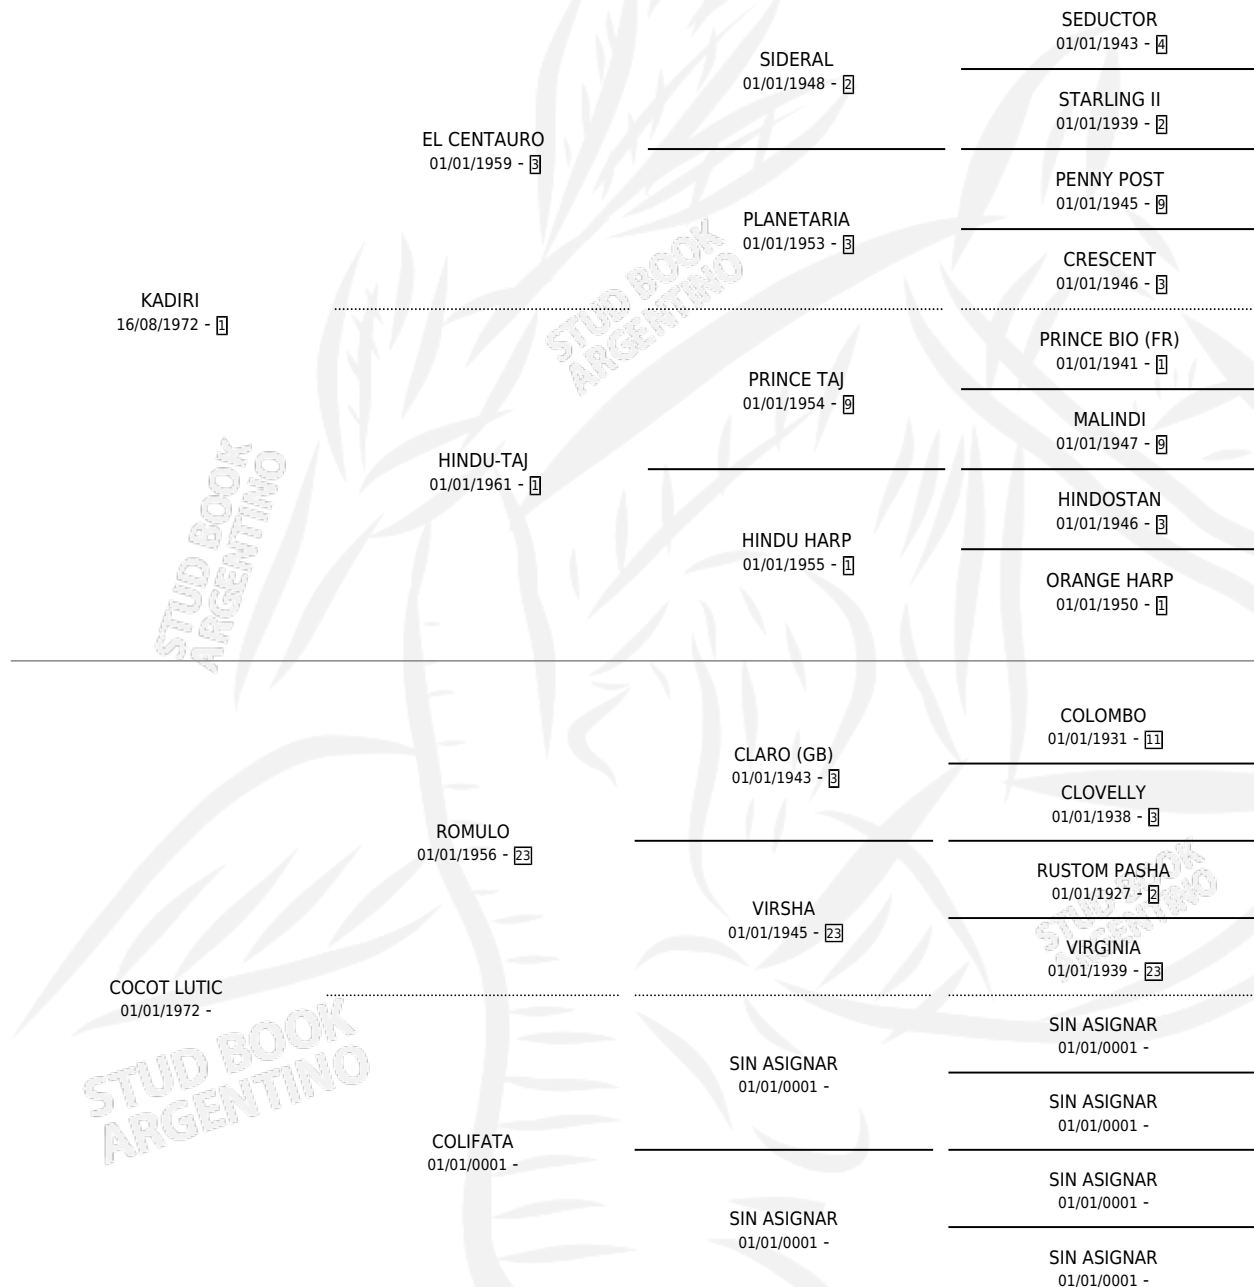 SEDUCTOR
01/01/1943 - 4
SIDERAL
01/01/1948 - 2
STARLING II
01/01/1939 - 2
EL CENTAURO
01/01/1959 - 3
PENNY POST
01/01/1945 - 9
PLANETARIA
01/01/1953 - 3
CRESCENT
01/01/1946 - 3
KADIRI
16/08/1972 - 1
PRINCE BIO (FR)
01/01/1941 - 1
PRINCE TAJ
01/01/1954 - 9
MALINDI
01/01/1947 - 9
HINDU-TAJ
01/01/1961 - 1
HINDOSTAN
01/01/1946 - 3
HINDU HARP
01/01/1955 - 1
ORANGE HARP
01/01/1950 - 1
STUD BOOK
ARGENTINO
STUD BOOK
ARGENTINO
COLOMBO
01/01/1931 - 11
CLARO (GB)
01/01/1943 - 3
CLOVELLY
01/01/1938 - 3
ROMULO
01/01/1956 - 23
RUSTOM PASHA
01/01/1927 - 2
VIRSHA
01/01/1945 - 23
VIRGINIA
01/01/1939 - 23
STUD BOOK
ARGENTINO
COCOT LUTIC
01/01/1972 -
SIN ASIGNAR
01/01/0001 -
SIN ASIGNAR
01/01/0001 -
SIN ASIGNAR
01/01/0001 -
COLIFATA
01/01/0001 -
SIN ASIGNAR
01/01/0001 -
SIN ASIGNAR
01/01/0001 -
SIN ASIGNAR
01/01/0001 -
STUD BOOK
ARGENTINO